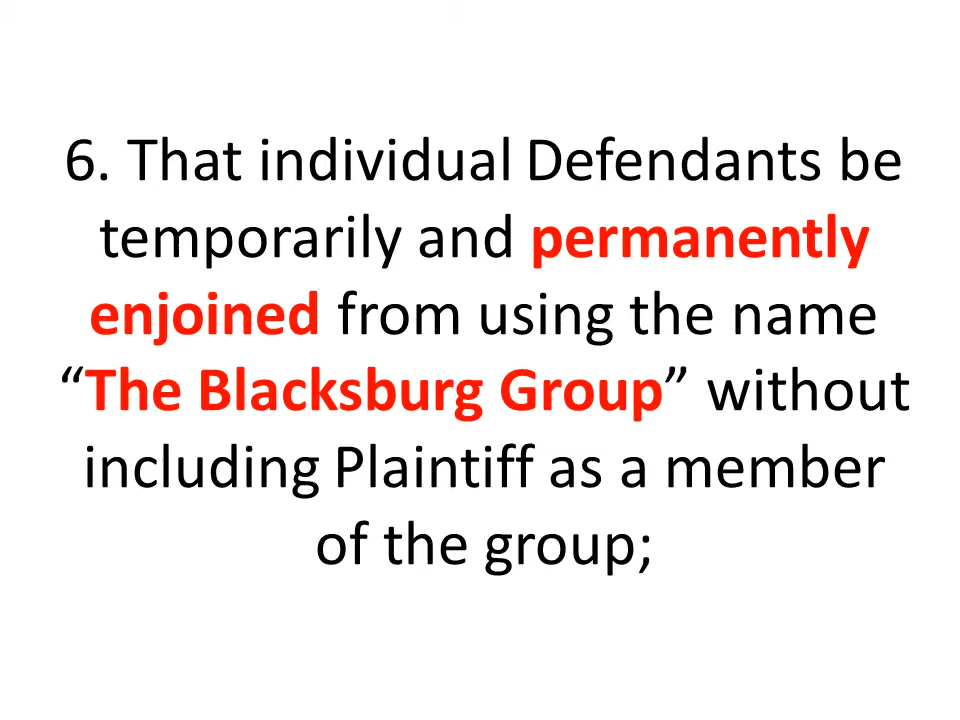 6. That individual Defendants be
temporarily and permanently
enjoined from using the name
“The Blacksburg Group” without
including Plaintiff as a member
of the group;